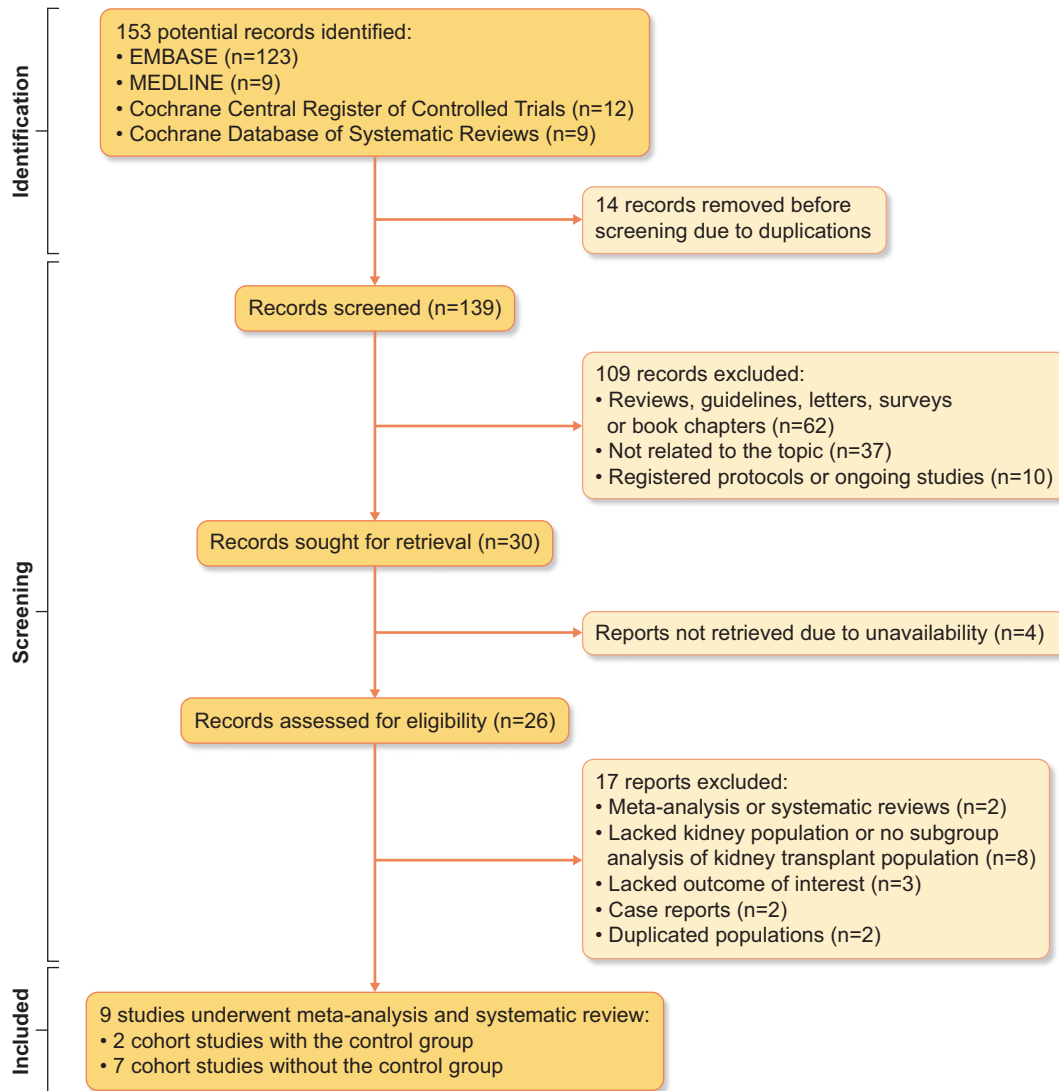 Identification
153 potential records identified:
• EMBASE (n=123)
• MEDLINE (n=9)
• Cochrane Central Register of Controlled Trials (n=12)
• Cochrane Database of Systematic Reviews (n=9)
14 records removed before
screening due to duplications
Screening
Records screened (n=139)
109 records excluded:
• Reviews, guidelines, letters, surveys
or book chapters (n=62)
• Not related to the topic (n=37)
• Registered protocols or ongoing studies (n=10)
Records sought for retrieval (n=30)
Reports not retrieved due to unavailability (n=4)
Records assessed for eligibility (n=26)
17 reports excluded:
• Meta-analysis or systematic reviews (n=2)
• Lacked kidney population or no subgroup
analysis of kidney transplant population (n=8)
• Lacked outcome of interest (n=3)
• Case reports (n=2)
• Duplicated populations (n=2)
Included
9 studies underwent meta-analysis and systematic review:
• 2 cohort studies with the control group
• 7 cohort studies without the control group